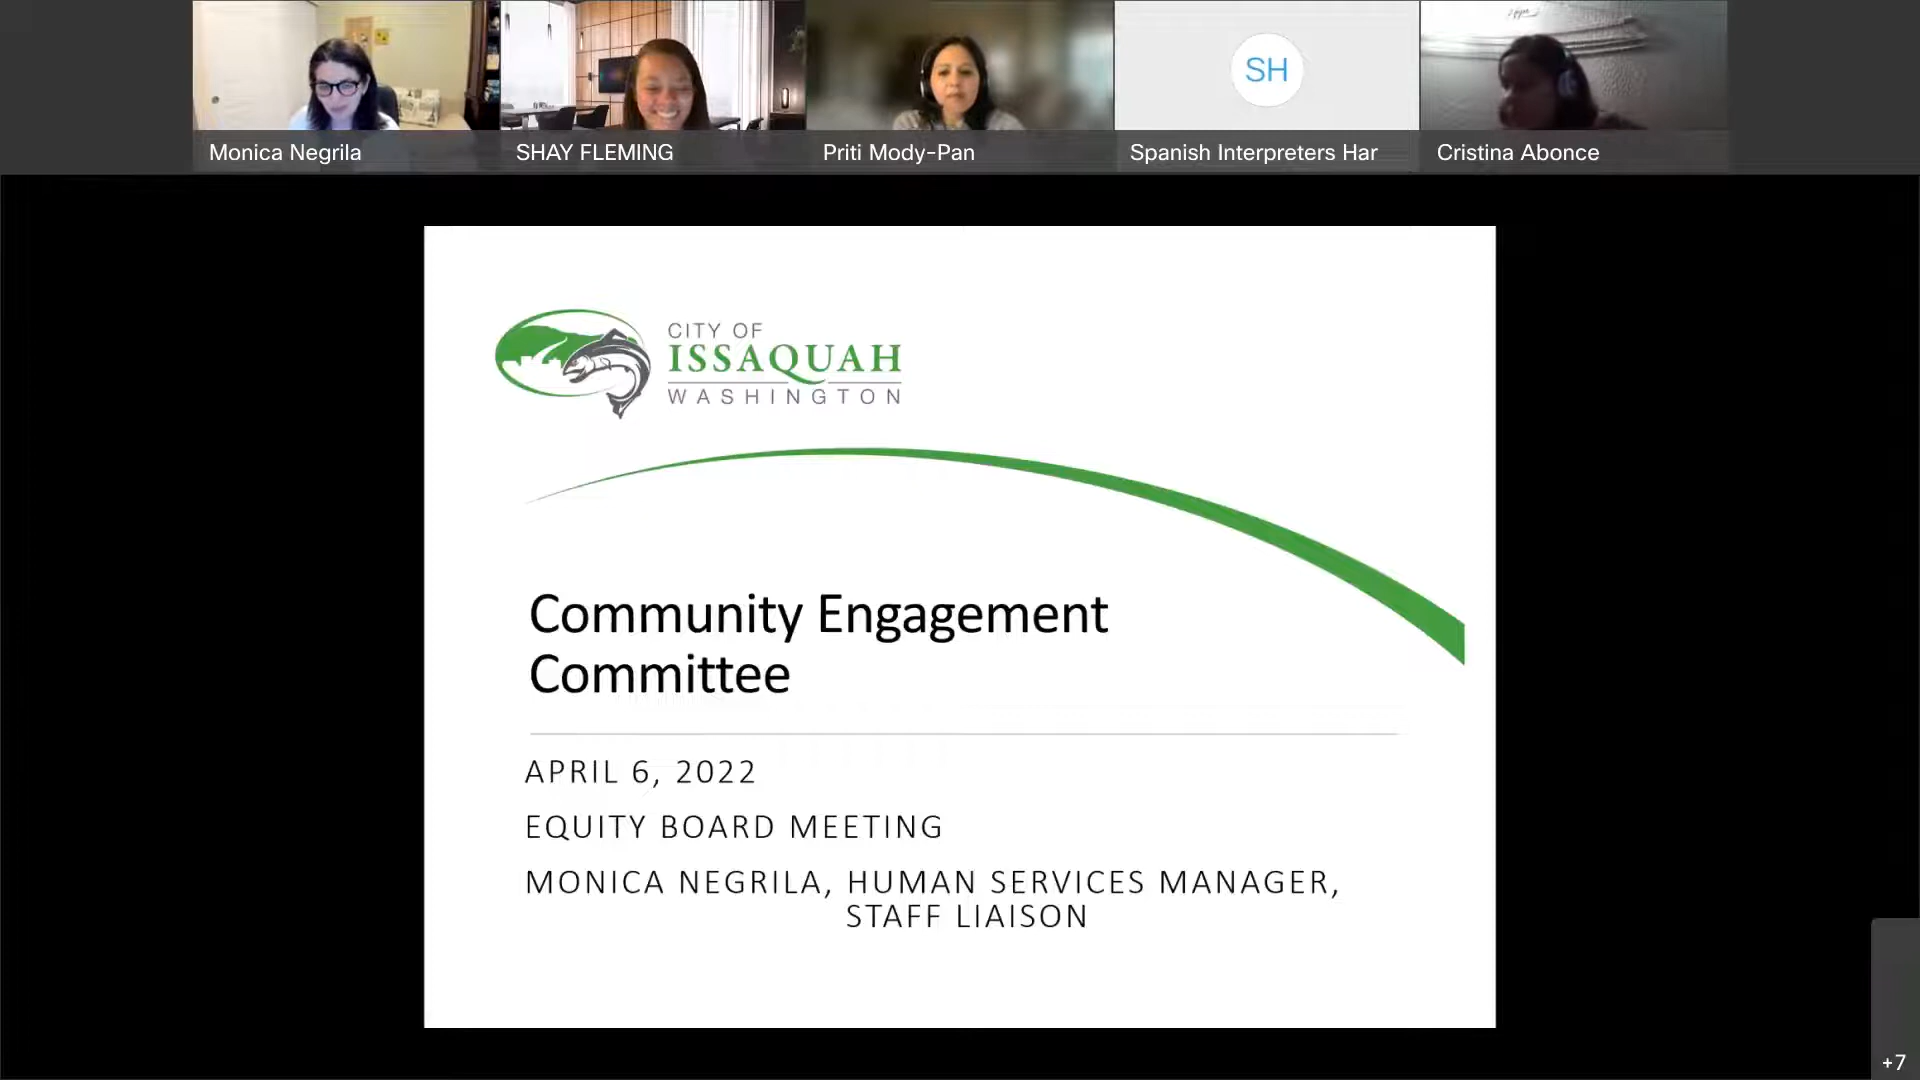 Monica Negrila
SHAY FLEMING
Priti Mody-Pan
SH
Spanish Interpreters Har
Cristina Abonce
CITY OF
ISSAQUAH
WASHINGTON
Community Engagement
Committee
APRIL 6, 2022
EQUITY BOARD MEETING
MONICA NEGRILA, HUMAN SERVICES MANAGER,
STAFF LIAISON
+7